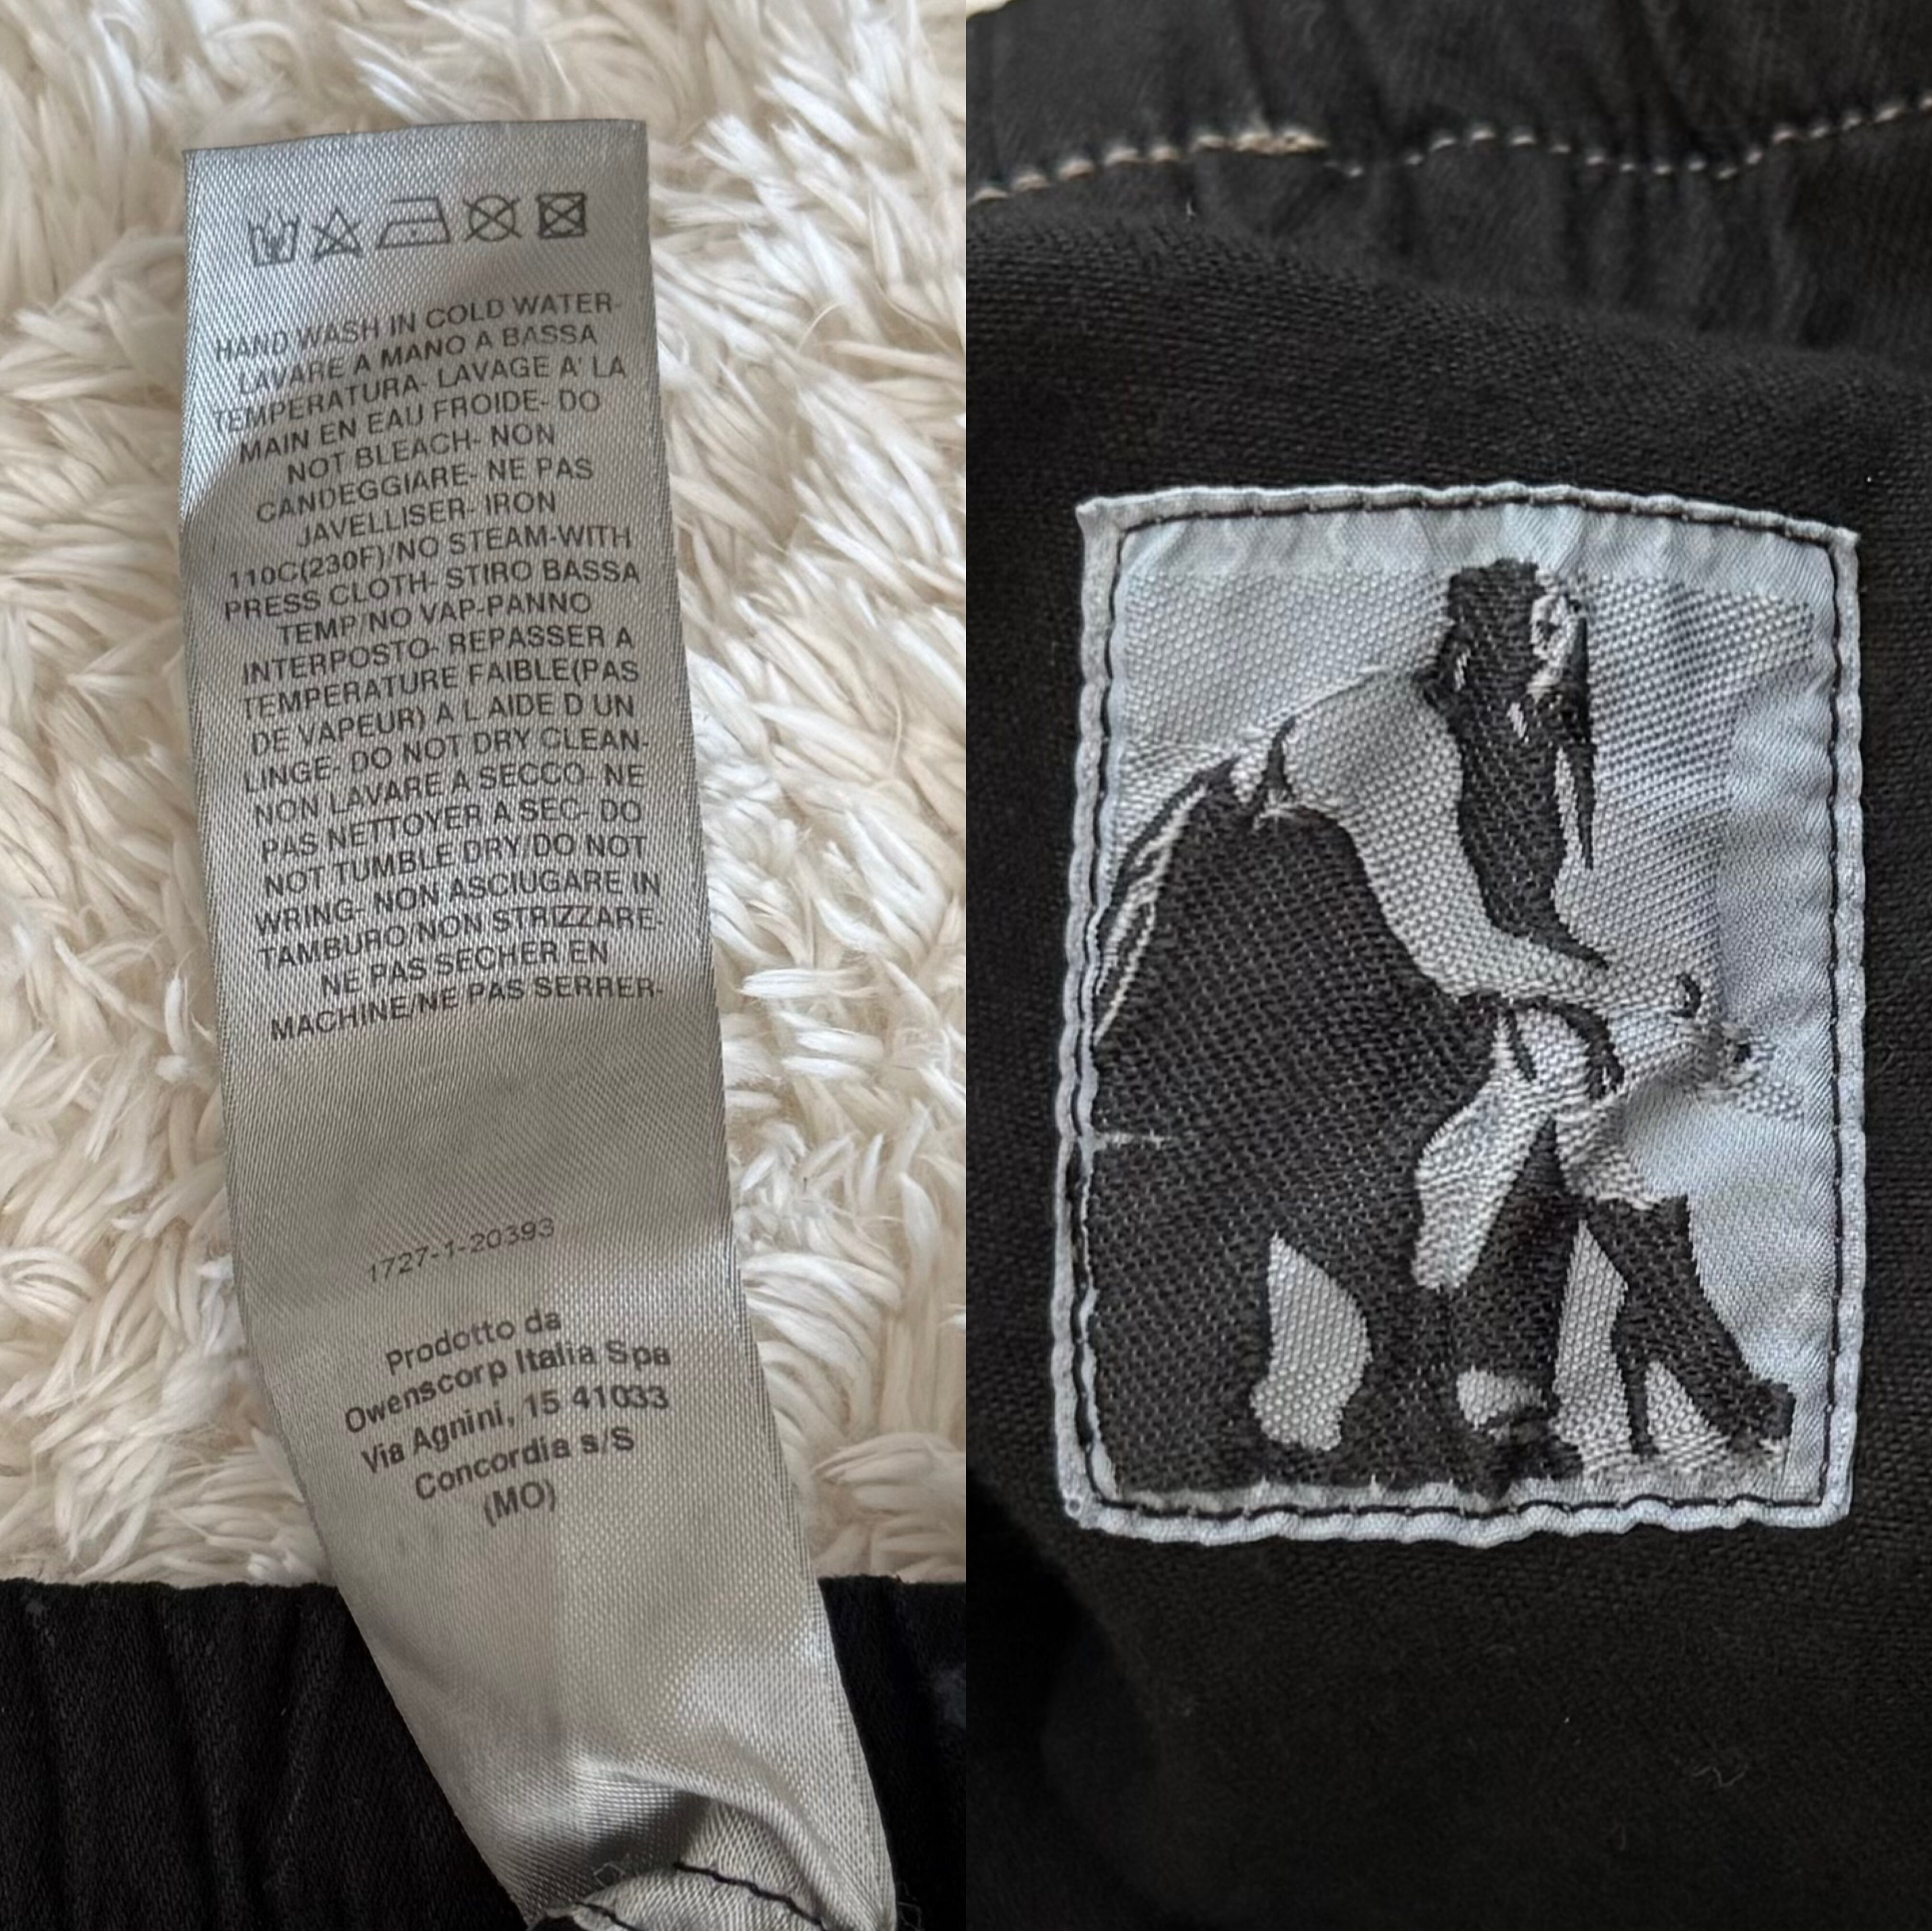 HAND WASH IN COLD WATER-
LAVARE A MANO A BASSA
TEMPERATURA- LAVAGE A' LA
MAIN EN EAU FROIDE- DO
NOT BLEACH- NON
CANDEGGIARE- NE PAS
JAVELLISER- IRON
110C(230F)/NO STEAM-WITH
PRESS CLOTH- STIRO BASSA
TEMP/NO VAP-PANNO
INTERPOSTO- REPASSER A
TEMPERATURE FAIBLE(PAS
DE VAPEUR) A L AIDE D UN
LINGE- DO NOT DRY CLEAN-
NON LAVARE A SECCO- NE
PAS NETTOYER A SEC- DO
NOT TUMBLE DRY/DO NOT
WRING- NON ASCIUGARE IN
TAMBURO/NON STRIZZARE-
NE PAS SECHER EN
MACHINE/NE PAS SERRER-
1727-1-20393
Prodotto da
Owenscorp Italia Spa
Via Agnini, 15 41033
Concordia s/S
(MO)